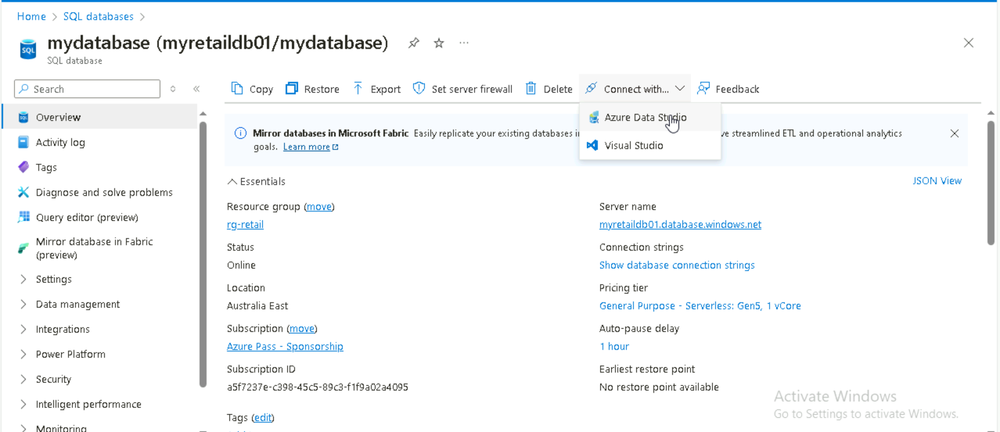 Home > SQL databases >
mydatabase (myretaildb01/mydatabase)
SQL
SQL database
Search
Copy
Restore
Export
Set server firewall
Delete
Connect with...
Feedback
Azure Data Studio
Visual Studio
Overview
Activity log
Tags
Diagnose and solve problems
Query editor (preview)
Mirror database in Fabric
(preview)
Settings
Data management
Integrations
Power Platform
Security
Intelligent performance
Monitoring
Mirror databases in Microsoft Fabric Easily replicate your existing databases streamlined ETL and operational analytics
goals. Learn more
Essentials
JSON View
Resource group (move)
rg-retail
Status
Online
Location
Australia East
Subscription (move)
Azure Pass - Sponsorship
Subscription ID
a5f7237e-c398-45c5-89c3-f1f9a02a4095
Tags (edit)
Server name
myretaildb01.database.windows.net
Connection strings
Show database connection strings
Pricing tier
General Purpose - Serverless: Gen5, 1 vCore
Auto-pause delay
1 hour
Earliest restore point
No restore point available
Activate Windows
Go to Settings to activate Windows.